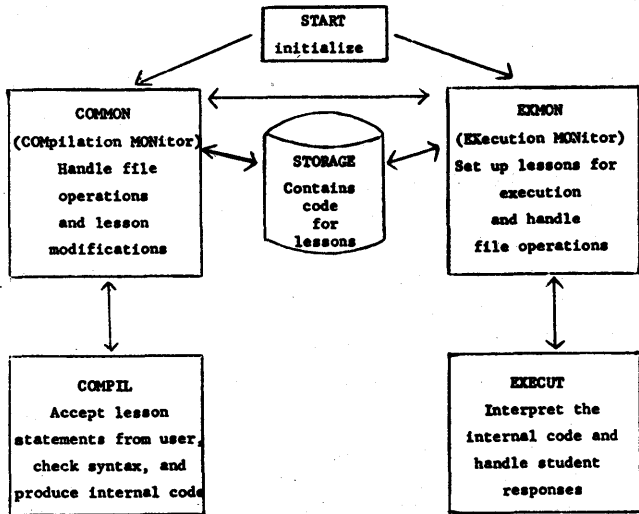 START
initialize
COMMON
(COMpilation MONitor)
Handle file
operations
and lesson
modifications
STORAGE
Contains
code
for
lessons
EXMON
(EXecution MONitor)
Set up lessons for
execution
and handle
file operations
COMPIL
Accept lesson
statements from user,
check syntax, and
produce internal code
EXECUT
Interpret the
internal code and
handle student
responses